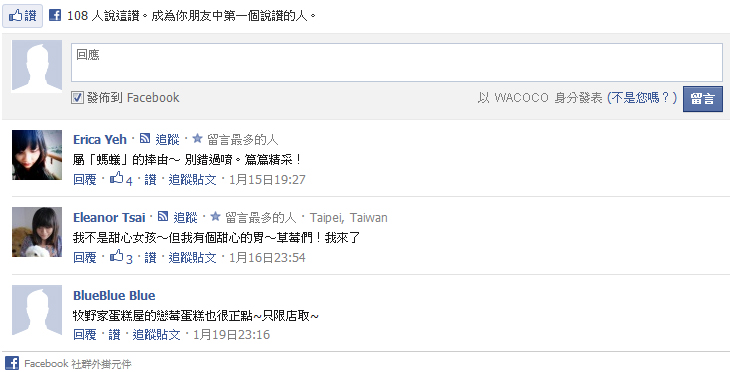 讚 108 人說這讚。成為你朋友中第一個說讚的人。
回應
發佈到 Facebook 以 WACOCO 身分發表 (不是您嗎？) 留言
Erica Yeh · 追蹤 · 留言最多的人
屬「螞蟻」的捧由～ 別錯過唷。篇篇精采！
回覆 · 4 · 讚 · 追蹤貼文 · 1月15日19:27
Eleanor Tsai · 追蹤 · 留言最多的人 · Taipei, Taiwan
我不是甜心女孩～但我有個甜心的胃～草莓們！我來了
回覆 · 3 · 讚 · 追蹤貼文 · 1月16日23:54
BlueBlue Blue
牧野家蛋糕屋的戀莓蛋糕也很正點~只限店取~
回覆 · 讚 · 追蹤貼文 · 1月19日23:16
Facebook 社群外掛元件